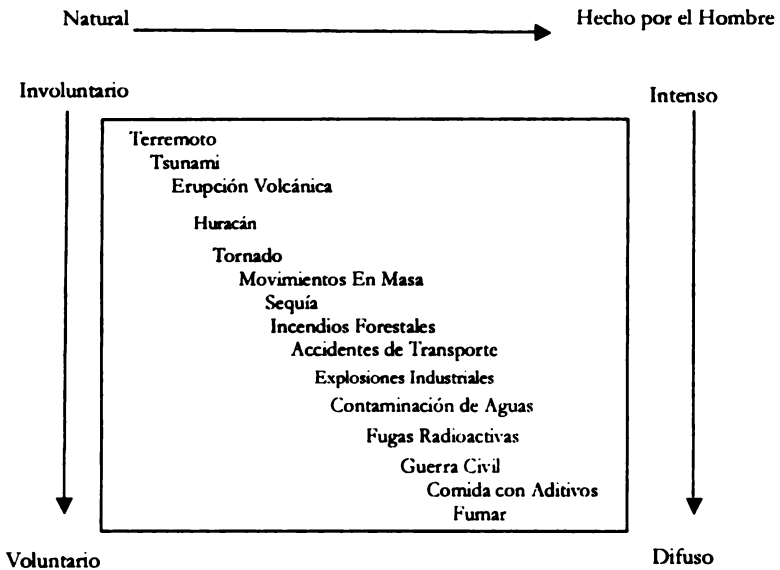 Natural
Hecho por el Hombre
Involuntario
Intenso
Terremoto
Tsunami
Erupción Volcánica
Huracán
Tornado
Movimientos En Masa
Sequía
Incendios Forestales
Accidentes de Transporte
Explosiones Industriales
Contaminación de Aguas
Fugas Radioactivas
Guerra Civil
Comida con Aditivos
Fumar
Voluntario
Difuso